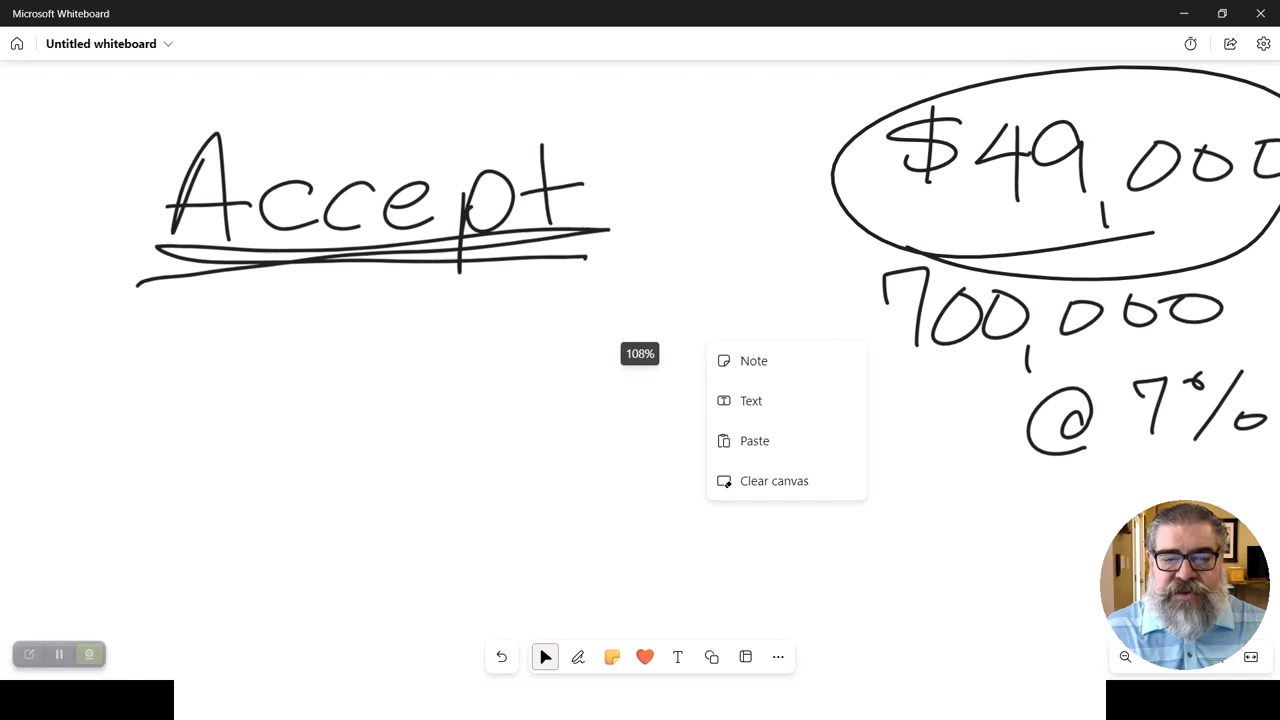 Microsoft Whiteboard
Untitled whiteboard
Accept
$49,000
700,000
@ 7%
108%
Note
Text
Paste
Clear canvas